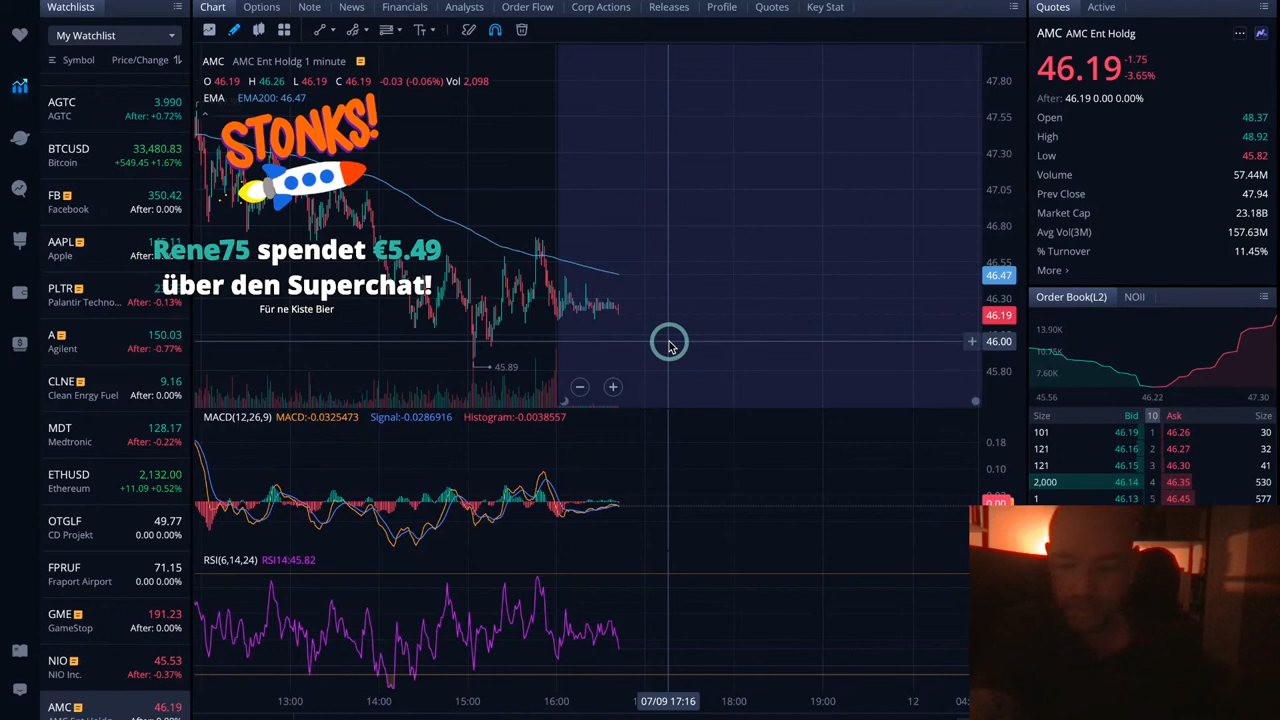 Watchlists
My Watchlist
Symbol Price/Change
AGTC 3.990
AGTC After: +0.72%
BTCUSD 33,480.83
Bitcoin +549.45 +1.67%
FB 350.42
Facebook After: 0.00%
AAPL
Apple After: 0.00%
PLTR
Palantir Techno... After: -0.13%
A 150.03
Agilent After: -0.77%
CLNE 9.16
Clean Enrgy Fuel After: -0.00%
MDT 128.17
Medtronic After: -0.22%
ETHUSD 2,132.00
Ethereum +11.09 +0.52%
OTGLF 49.77
CD Projekt 0.00 0.00%
FPRUF 71.15
Fraport Airport 0.00 0.00%
GME 191.23
GameStop After: 0.00%
NIO 45.53
NIO Inc. After: -0.37%
AMC 46.19
Chart Options Note News Financials Analysts Order Flow Corp Actions Releases Profile Quotes Key Stat
AMC AMC Ent Holdg 1 minute
O 46.19 H 46.26 L 46.19 C 46.19 -0.03 (-0.06%) Vol 2,098
EMA EMA200: 46.47
STONKS!
Rene75 spendet €5.49
über den Superchat!
Für ne Kiste Bier
45.89
47.80
47.55
47.30
47.05
46.80
46.55
46.47
46.30
46.19
46.00
45.80
MACD(12,26,9) MACD:-0.0325473 Signal:-0.0286916 Histogram:-0.0038557
0.18
0.10
0.00
RSI(6,14,24) RSI14:45.82
13:00 14:00 15:00 16:00 07/09 17:16 18:00 19:00 12 04:
Quotes Active
AMC AMC Ent Holdg
46.19 -1.75
-3.65%
After: 46.19 0.00 0.00%
Open 48.37
High 48.92
Low 45.82
Volume 57.44M
Prev Close 47.94
Market Cap 23.18B
Avg Vol(3M) 157.63M
% Turnover 11.45%
More ›
Order Book(L2) NOII
13.90K
10.75K
7.60K
45.56 46.22 47.30
Size Bid 10 Ask Size
101 46.19 1 46.26 30
121 46.16 2 46.27 32
121 46.15 3 46.30 41
2,000 46.14 4 46.35 530
1 46.13 5 46.45 577